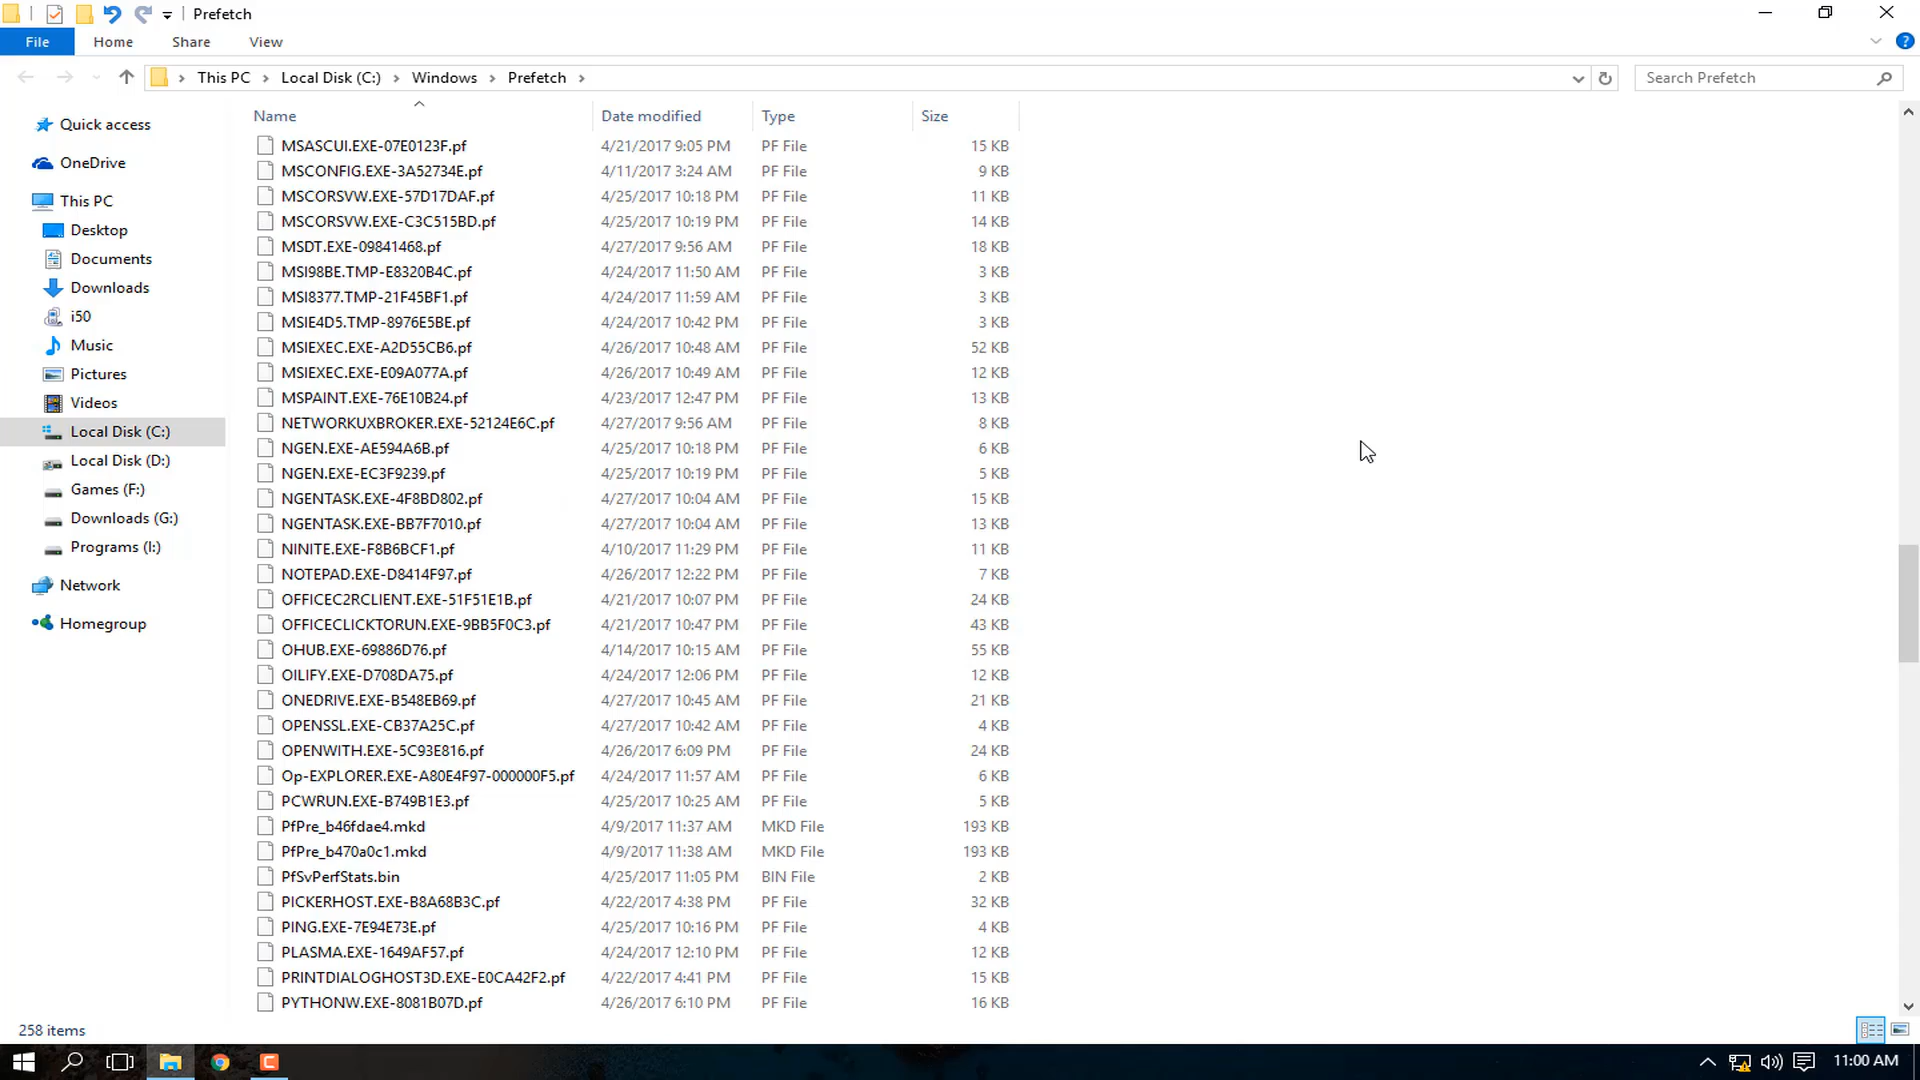 Prefetch
File Home Share View
This PC Local Disk (C:) Windows Prefetch
Search Prefetch
Quick access
OneDrive
This PC
Desktop
Documents
Downloads
i50
Music
Pictures
Videos
Local Disk (C:)
Local Disk (D:)
Games (F:)
Downloads (G:)
Programs (I:)
Network
Homegroup
Name Date modified Type Size
MSASCUI.EXE-07E0123F.pf 4/21/2017 9:05 PM PF File 15 KB
MSCONFIG.EXE-3A52734E.pf 4/11/2017 3:24 AM PF File 9 KB
MSCORSVW.EXE-57D17DAF.pf 4/25/2017 10:18 PM PF File 11 KB
MSCORSVW.EXE-C3C515BD.pf 4/25/2017 10:19 PM PF File 14 KB
MSDT.EXE-09841468.pf 4/27/2017 9:56 AM PF File 18 KB
MSI98BE.TMP-E8320B4C.pf 4/24/2017 11:50 AM PF File 3 KB
MSI8377.TMP-21F45BF1.pf 4/24/2017 11:59 AM PF File 3 KB
MSIE4D5.TMP-8976E5BE.pf 4/24/2017 10:42 PM PF File 3 KB
MSIEXEC.EXE-A2D55CB6.pf 4/26/2017 10:48 AM PF File 52 KB
MSIEXEC.EXE-E09A077A.pf 4/26/2017 10:49 AM PF File 12 KB
MSPAINT.EXE-76E10B24.pf 4/23/2017 12:47 PM PF File 13 KB
NETWORKUXBROKER.EXE-52124E6C.pf 4/27/2017 9:56 AM PF File 8 KB
NGEN.EXE-AE594A6B.pf 4/25/2017 10:18 PM PF File 6 KB
NGEN.EXE-EC3F9239.pf 4/25/2017 10:19 PM PF File 5 KB
NGENTASK.EXE-4F8BD802.pf 4/27/2017 10:04 AM PF File 15 KB
NGENTASK.EXE-BB7F7010.pf 4/27/2017 10:04 AM PF File 13 KB
NINITE.EXE-F8B6BCF1.pf 4/10/2017 11:29 PM PF File 11 KB
NOTEPAD.EXE-D8414F97.pf 4/26/2017 12:22 PM PF File 7 KB
OFFICEC2RCLIENT.EXE-51F51E1B.pf 4/21/2017 10:07 PM PF File 24 KB
OFFICECLICKTORUN.EXE-9BB5F0C3.pf 4/21/2017 10:47 PM PF File 43 KB
OHUB.EXE-69886D76.pf 4/14/2017 10:15 AM PF File 55 KB
OILIFY.EXE-D708DA75.pf 4/24/2017 12:06 PM PF File 12 KB
ONEDRIVE.EXE-B548EB69.pf 4/27/2017 10:45 AM PF File 21 KB
OPENSSL.EXE-CB37A25C.pf 4/27/2017 10:42 AM PF File 4 KB
OPENWITH.EXE-5C93E816.pf 4/26/2017 6:09 PM PF File 24 KB
Op-EXPLORER.EXE-A80E4F97-000000F5.pf 4/24/2017 11:57 AM PF File 6 KB
PCWRUN.EXE-B749B1E3.pf 4/25/2017 10:25 AM PF File 5 KB
PfPre_b46fdae4.mkd 4/9/2017 11:37 AM MKD File 193 KB
PfPre_b470a0c1.mkd 4/9/2017 11:38 AM MKD File 193 KB
PfSvPerfStats.bin 4/25/2017 11:05 PM BIN File 2 KB
PICKERHOST.EXE-B8A68B3C.pf 4/22/2017 4:38 PM PF File 32 KB
PING.EXE-7E94E73E.pf 4/25/2017 10:16 PM PF File 4 KB
PLASMA.EXE-1649AF57.pf 4/24/2017 12:10 PM PF File 12 KB
PRINTDIALOGHOST3D.EXE-E0CA42F2.pf 4/22/2017 4:41 PM PF File 15 KB
PYTHONW.EXE-8081B07D.pf 4/26/2017 6:10 PM PF File 16 KB
258 items
11:00 AM